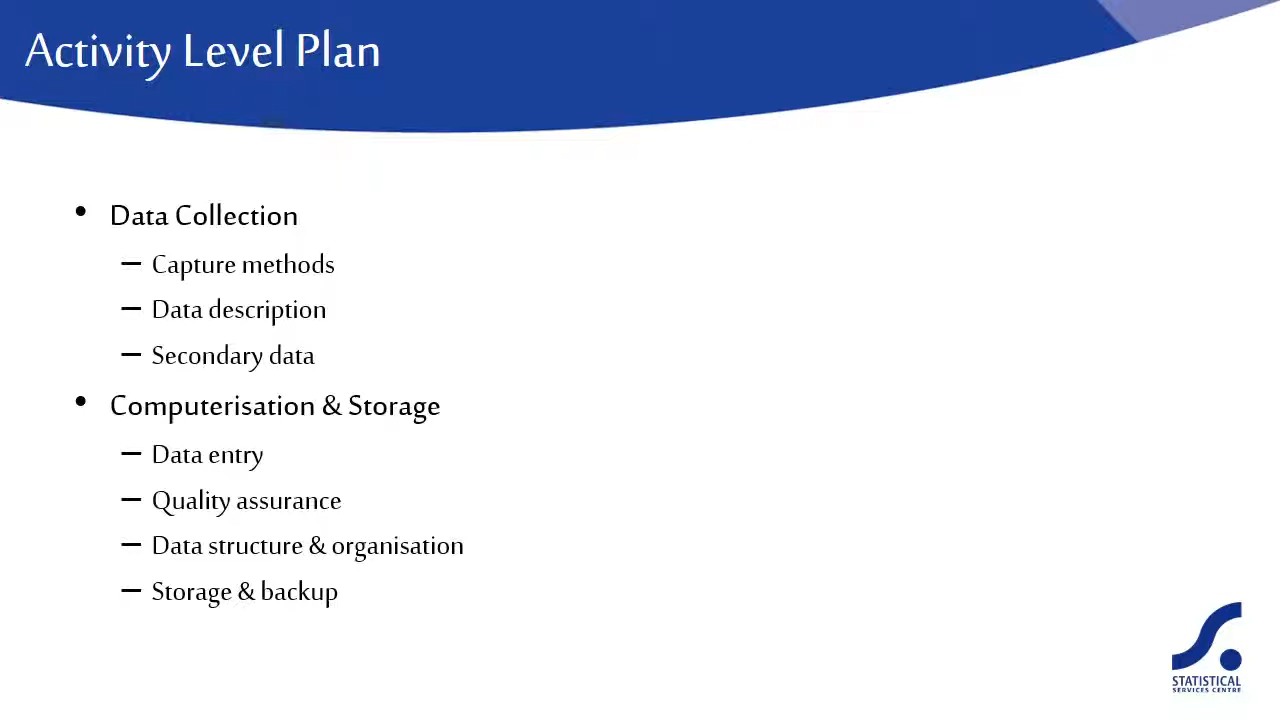 Activity Level Plan
• Data Collection
– Capture methods
– Data description
– Secondary data
• Computerisation & Storage
– Data entry
– Quality assurance
– Data structure & organisation
– Storage & backup
STATISTICAL
SERVICES CENTRE